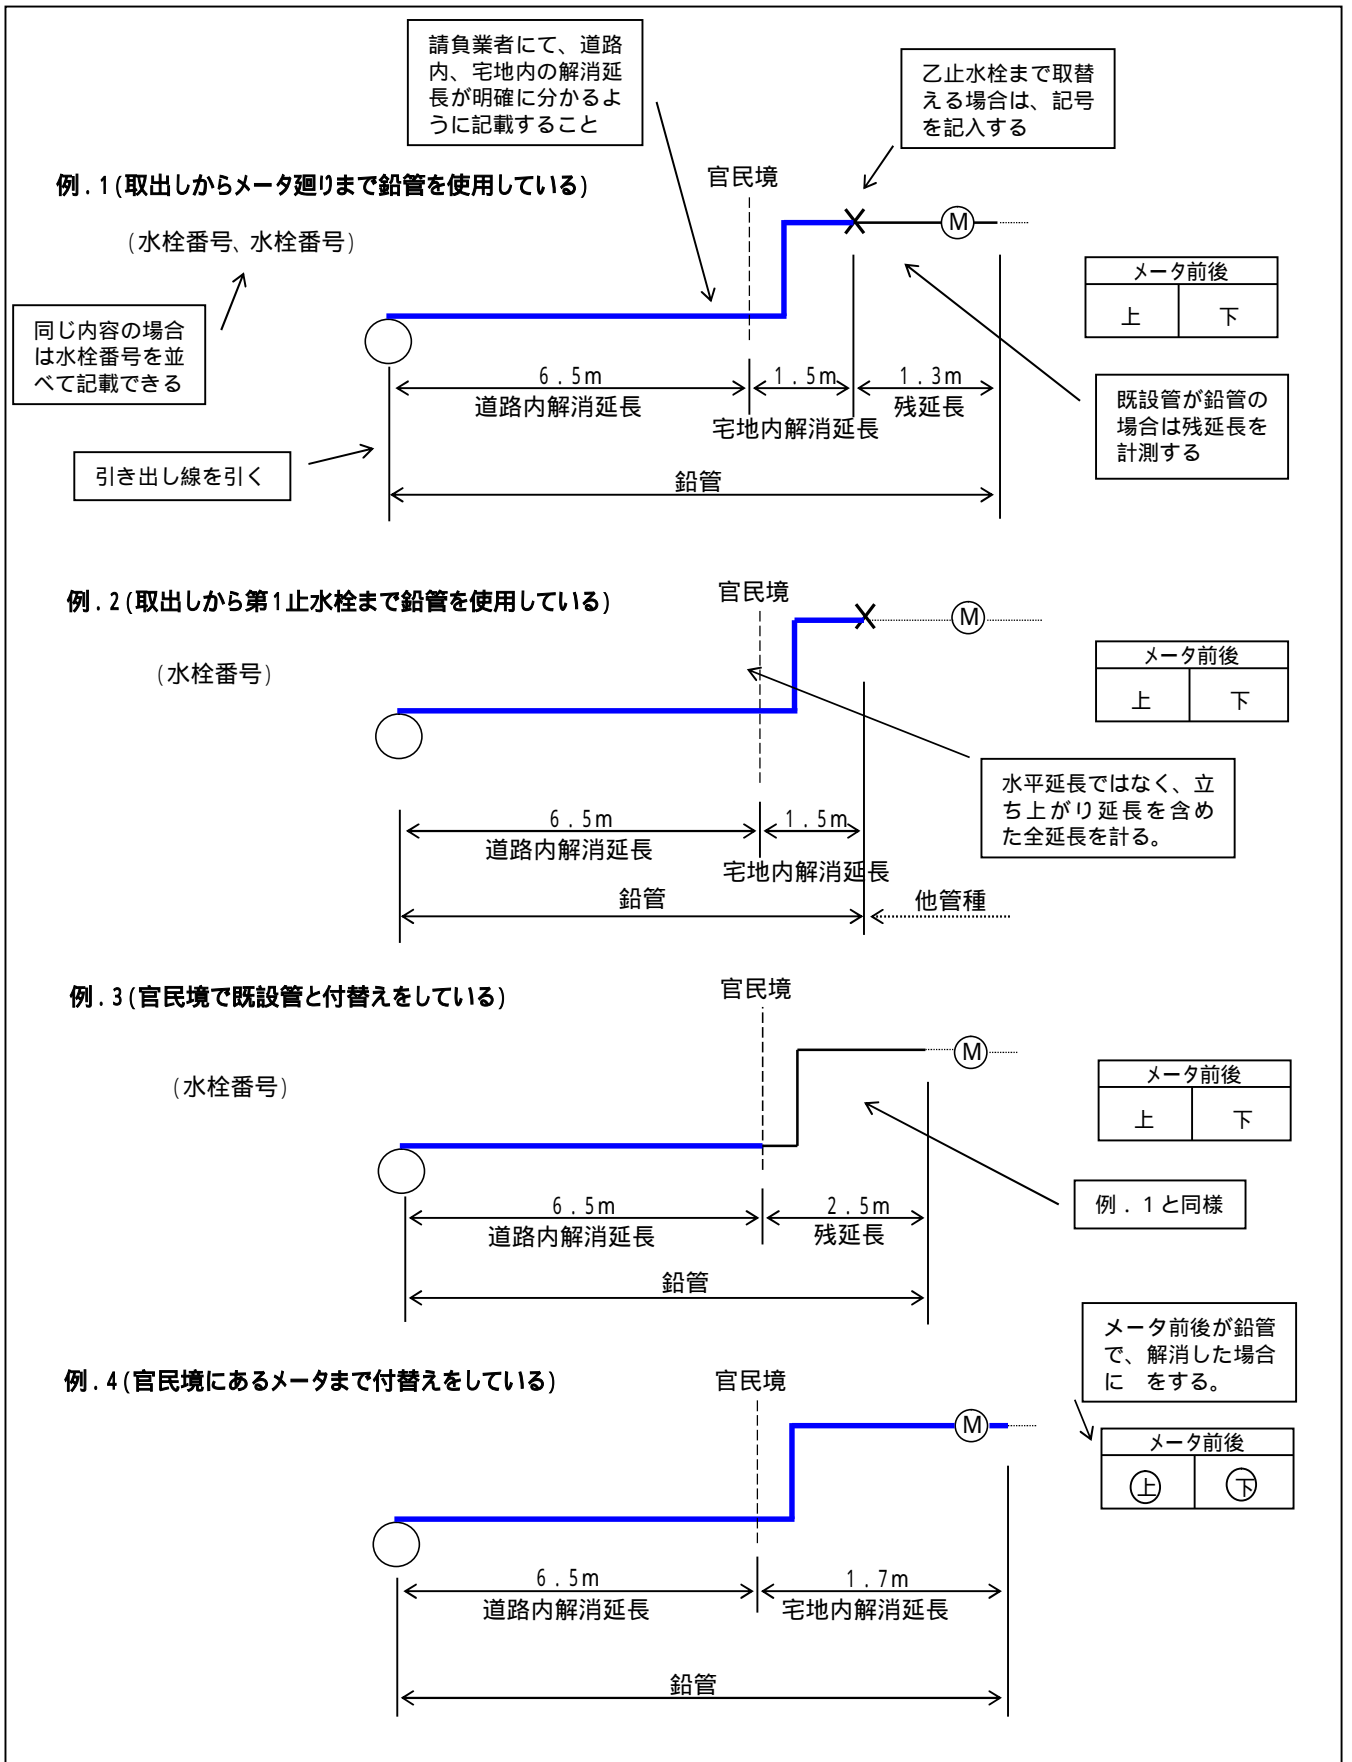 請負業者にて、道路
内、宅地内の解消延
長が明確に分かるよ
うに記載すること
乙止水栓まで取替
える場合は、記号
を記入する
例.1(取出しからメータ廻りまで鉛管を使用している)
官民境
(水栓番号、水栓番号)
M
メータ前後
上 下
同じ内容の場合
は水栓番号を並
べて記載できる
6.5m 1.5m 1.3m
道路内解消延長 残延長
宅地内解消延長
既設管が鉛管の
場合は残延長を
計測する
引き出し線を引く
鉛管
例.2(取出しから第1止水栓まで鉛管を使用している)
官民境
M
(水栓番号)
メータ前後
上 下
水平延長ではなく、立
ち上がり延長を含め
た全延長を計る。
6.5m 1.5m
道路内解消延長
宅地内解消延長
鉛管 他管種
例.3(官民境で既設管と付替えをしている)
官民境
M
(水栓番号)
メータ前後
上 下
例.1と同様
6.5m 2.5m
道路内解消延長 残延長
鉛管
メータ前後が鉛管
で、解消した場合
に をする。
例.4(官民境にあるメータまで付替えをしている)
官民境
M
メータ前後
上 下
6.5m 1.7m
道路内解消延長 宅地内解消延長
鉛管